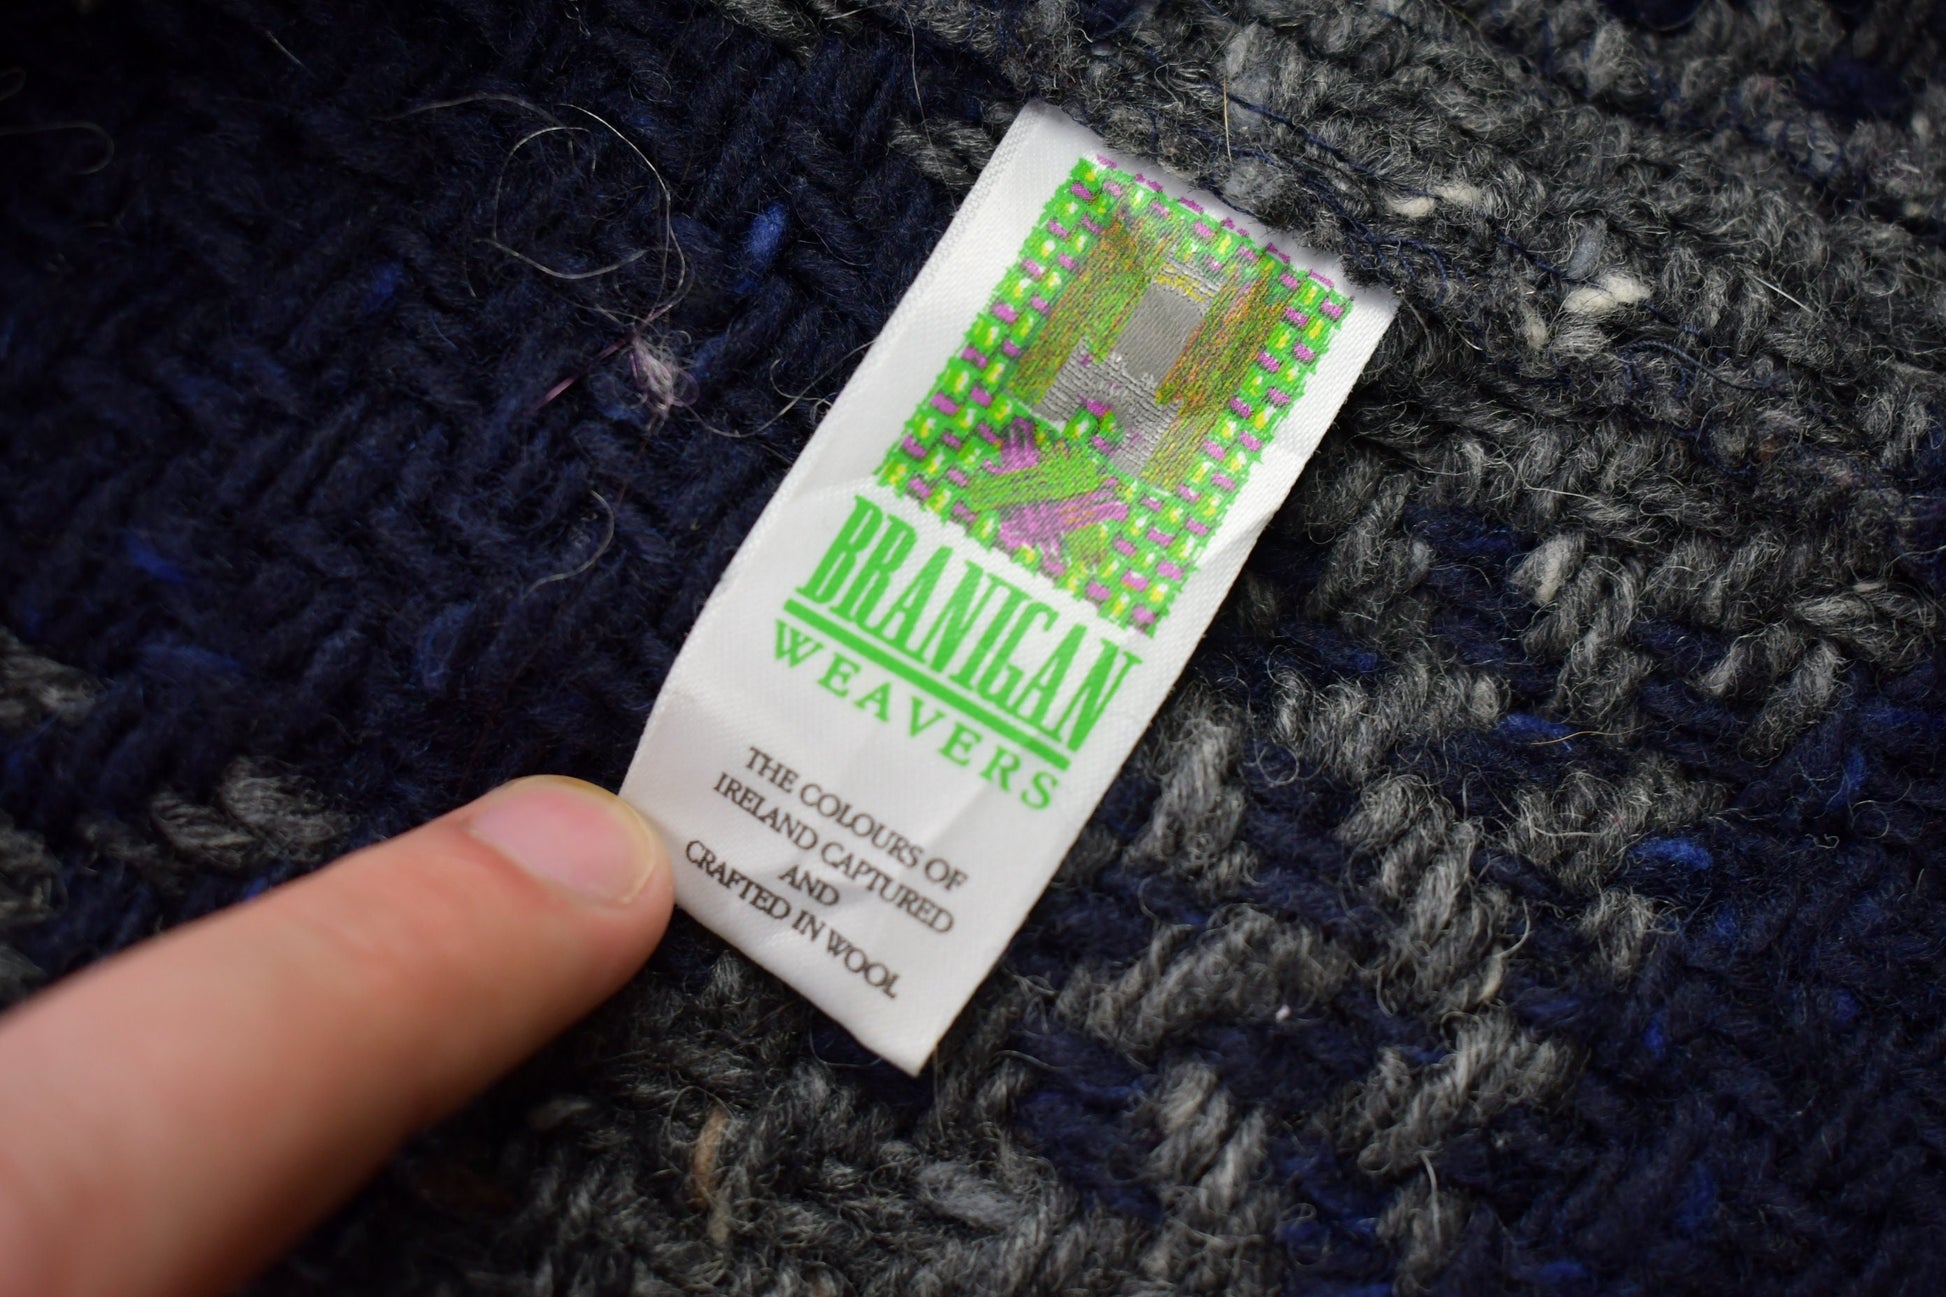 BRANIGAN
WEAVERS
THE COLOURS OF
IRELAND CAPTURED
AND
CRAFTED IN WOOL